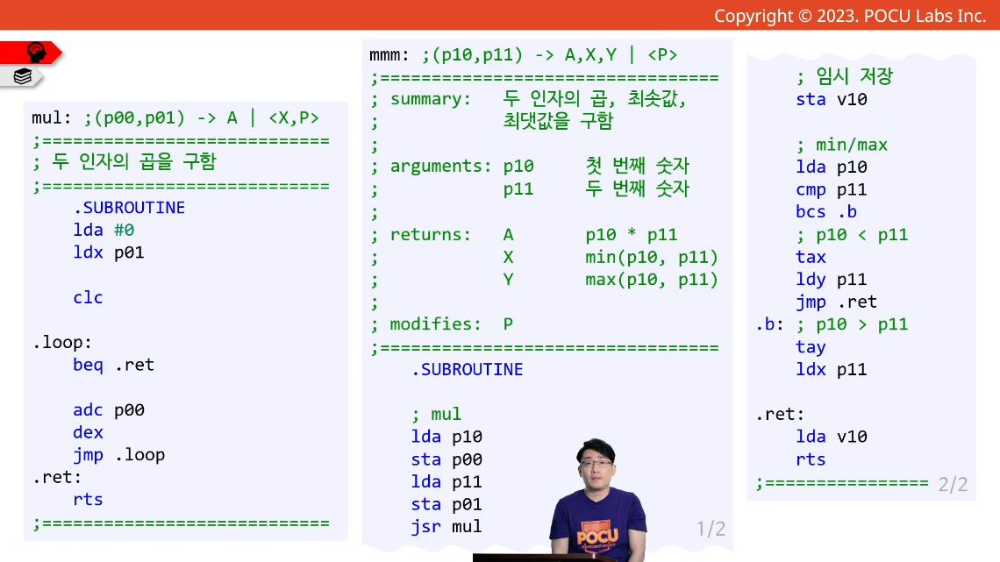 Copyright © 2023. POCU Labs Inc.
mul: ;(p00,p01) -> A | <X,P>
;============================
; 두 인자의 곱을 구함
;============================
.SUBROUTINE
lda #0
ldx p01
clc
.loop:
beq .ret
adc p00
dex
jmp .loop
.ret:
rts
;============================
mmm: ;(p10,p11) -> A,X,Y | <P>
;=================================
; summary: 두 인자의 곱, 최솟값,
; 최댓값을 구함
;
; arguments: p10 첫 번째 숫자
; p11 두 번째 숫자
;
; returns: A p10 * p11
; X min(p10, p11)
; Y max(p10, p11)
;
; modifies: P
;=================================
.SUBROUTINE
; mul
lda p10
sta p00
lda p11
sta p01
jsr mul
1/2
; 임시 저장
sta v10
; min/max
lda p10
cmp p11
bcs .b
; p10 < p11
tax
ldy p11
jmp .ret
.b: ; p10 > p11
tay
ldx p11
.ret:
lda v10
rts
;================
2/2
POCU